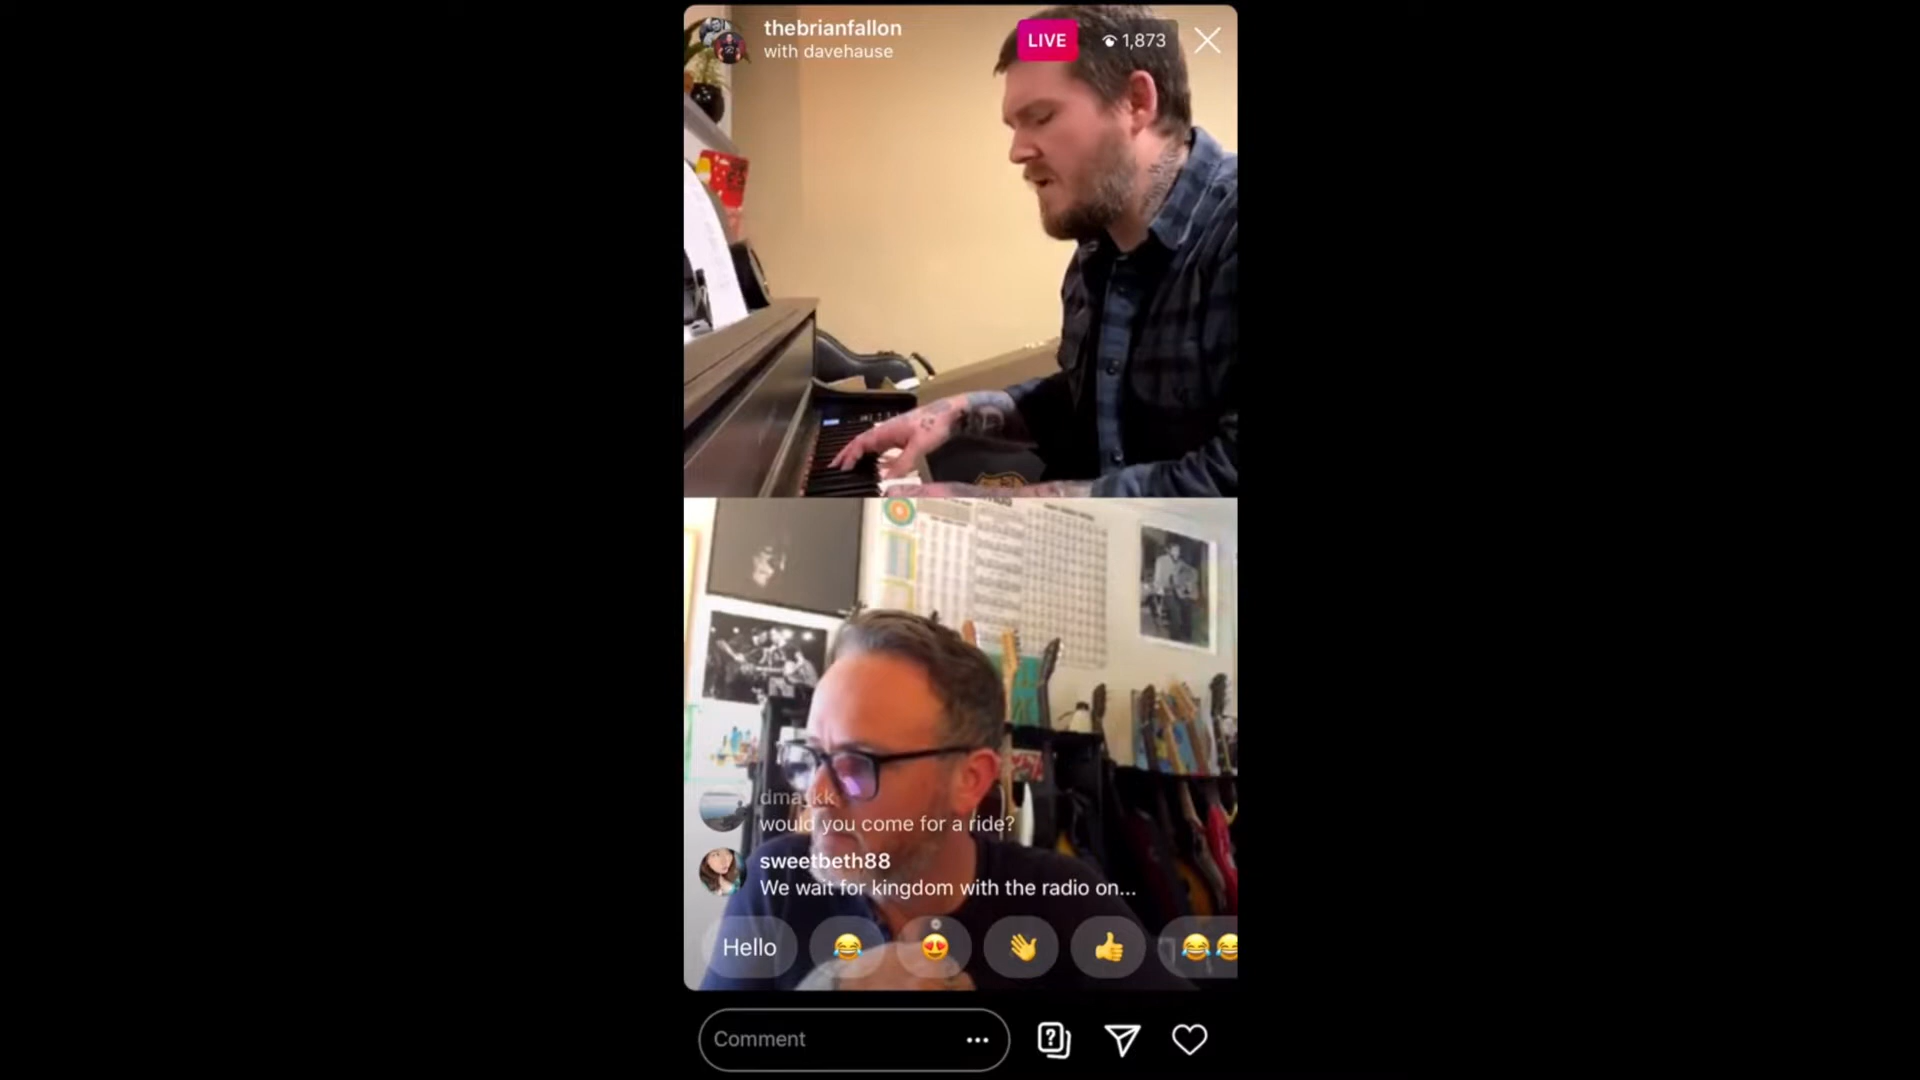 thebrianfallon
with davehause
LIVE
1,873
would you come for a ride?
sweetbeth88
We wait for kingdom with the radio on...
Hello
Comment